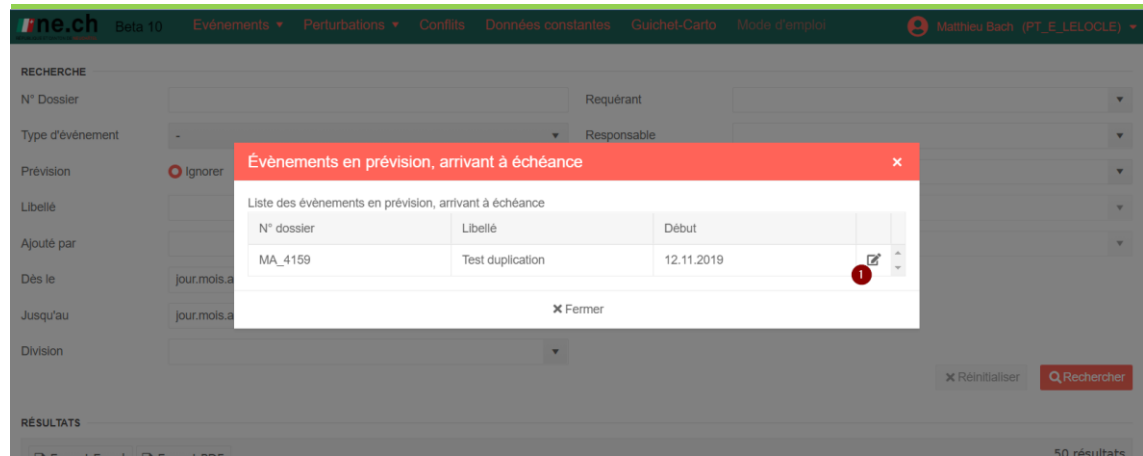 ne.ch Beta 10 Evénements Perturbations Conflits Données constantes Guichet-Carto Mode d'emploi Matthieu Bach (PT_E_LELOCLE)
RECHERCHE
N° Dossier Requérant
Type d'évènement - Responsable
Prévision Ignorer
Évènements en prévision, arrivant à échéance ×
Libellé
Liste des évènements en prévision, arrivant à échéance
N° dossier Libellé Début
Ajouté par
MA_4159 Test duplication 12.11.2019
1
Dès le jour.mois.a
Fermer
Jusqu'au jour.mois.a
Division
Réinitialiser Rechercher
RÉSULTATS
50 résultats